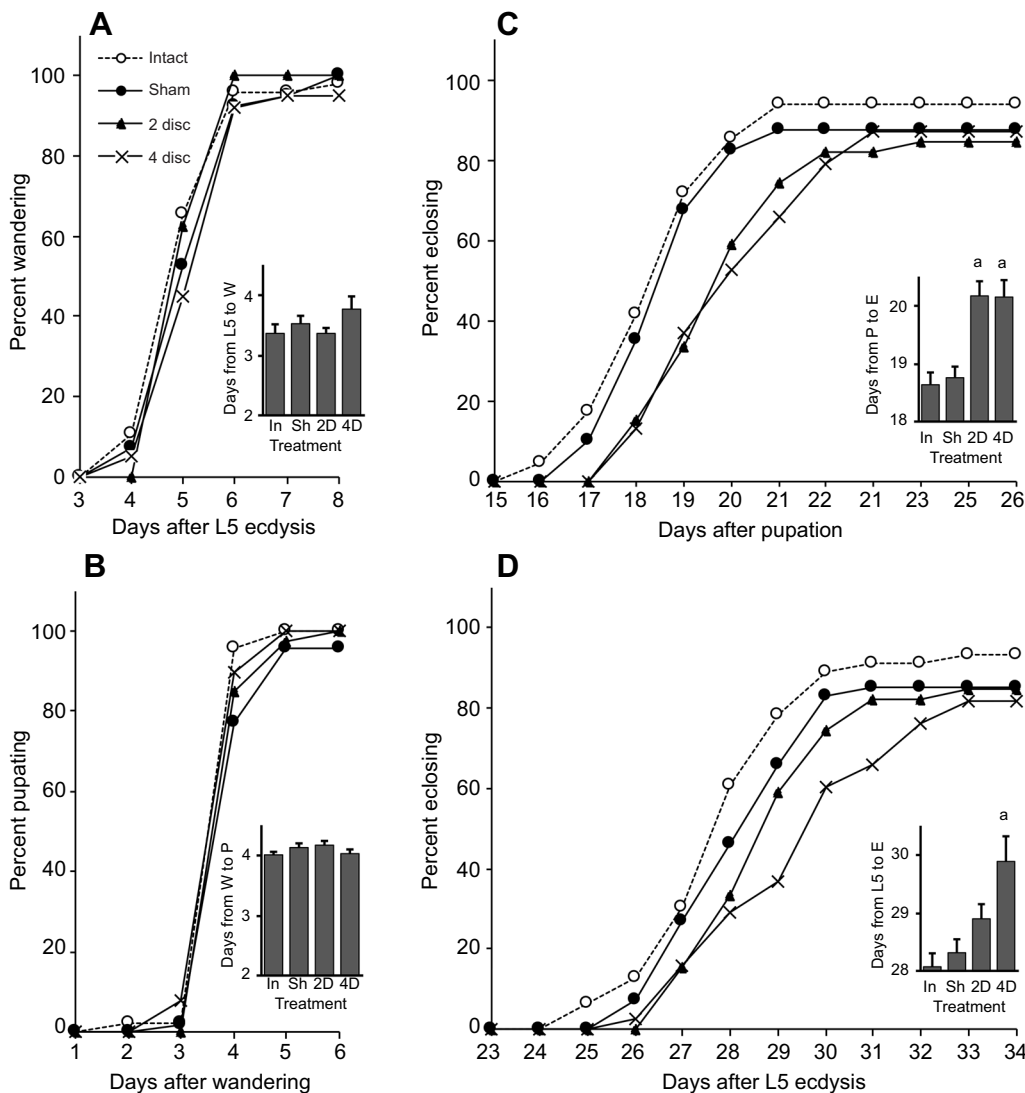 A
Intact
Sham
2 disc
4 disc
Percent wandering
100
80
60
40
20
0
3 4 5 6 7 8
Days after L5 ecdysis
Days from L5 to W
4
3
2
In Sh 2D 4D
Treatment
C
Percent eclosing
100
80
60
40
20
0
15 16 17 18 19 20 21 22 21 23 25 26
Days after pupation
Days from P to E
20
19
18
a a
In Sh 2D 4D
Treatment
B
Percent pupating
100
80
60
40
20
0
1 2 3 4 5 6
Days after wandering
Days from W to P
4
4
2
In Sh 2D 4D
Treatment
D
Percent eclosing
100
80
60
40
20
0
23 24 25 26 27 28 29 30 31 32 33 34
Days after L5 ecdysis
Days from L5 to E
30
29
28
a
In Sh 2D 4D
Treatment